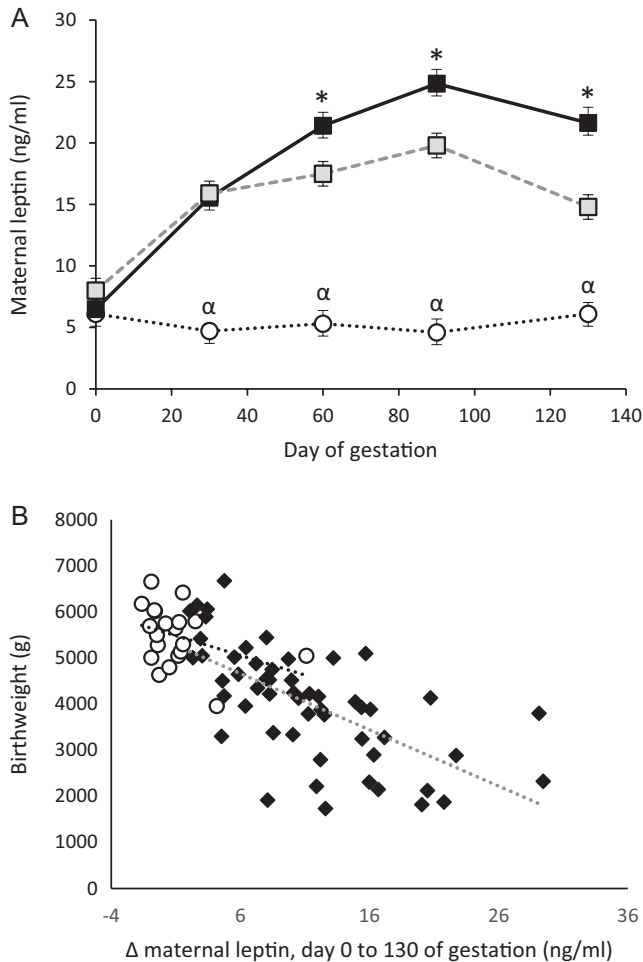 A
30
25
20
15
10
5
0
Maternal leptin (ng/ml)
* * *
α α α α
0 20 40 60 80 100 120 140
Day of gestation
B
8000
7000
6000
5000
4000
3000
2000
1000
0
Birthweight (g)
-4 6 16 26 36
Δ maternal leptin, day 0 to 130 of gestation (ng/ml)